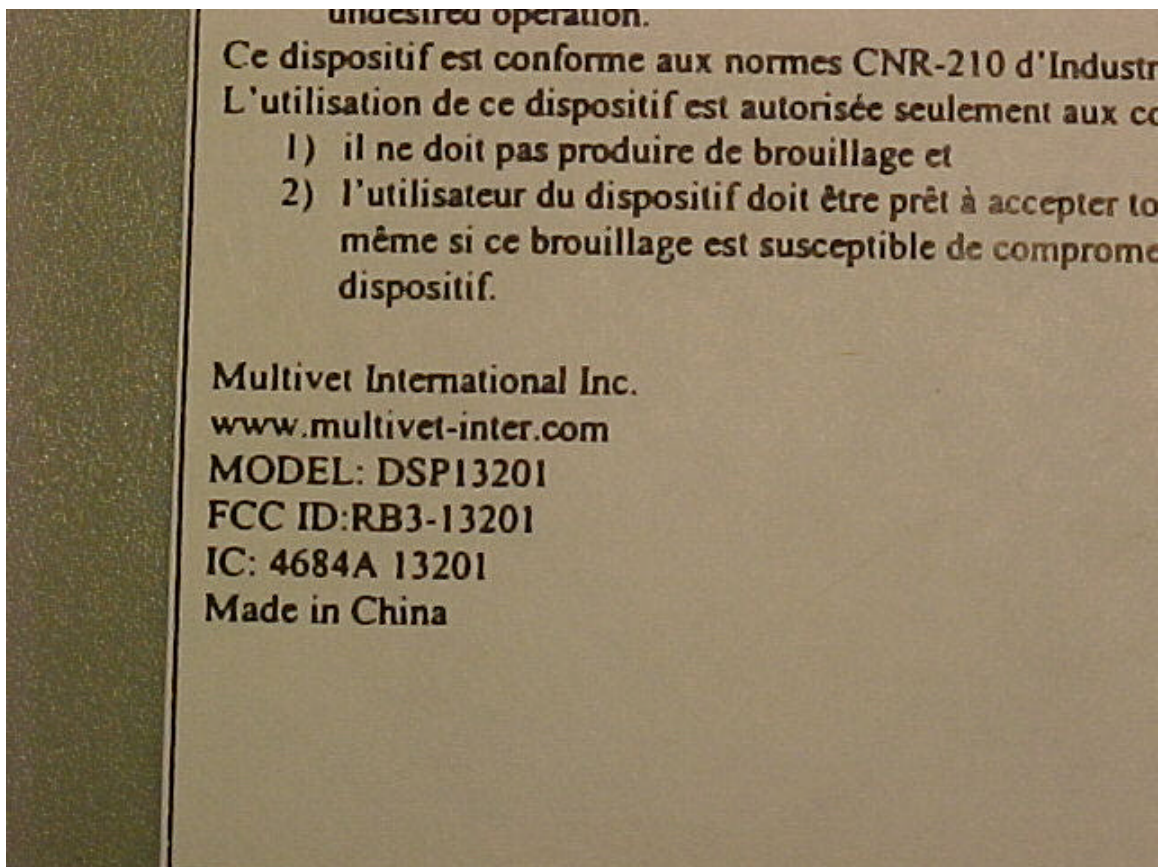 undesired operation.
Ce dispositif est conforme aux normes CNR-210 d'Industr
L'utilisation de ce dispositif est autorisée seulement aux co
1) il ne doit pas produire de brouillage et
2) l'utilisateur du dispositif doit être prêt à accepter to
même si ce brouillage est susceptible de comprome
dispositif.
Multivet International Inc.
www.multivet-inter.com
MODEL: DSP13201
FCC ID:RB3-13201
IC: 4684A 13201
Made in China